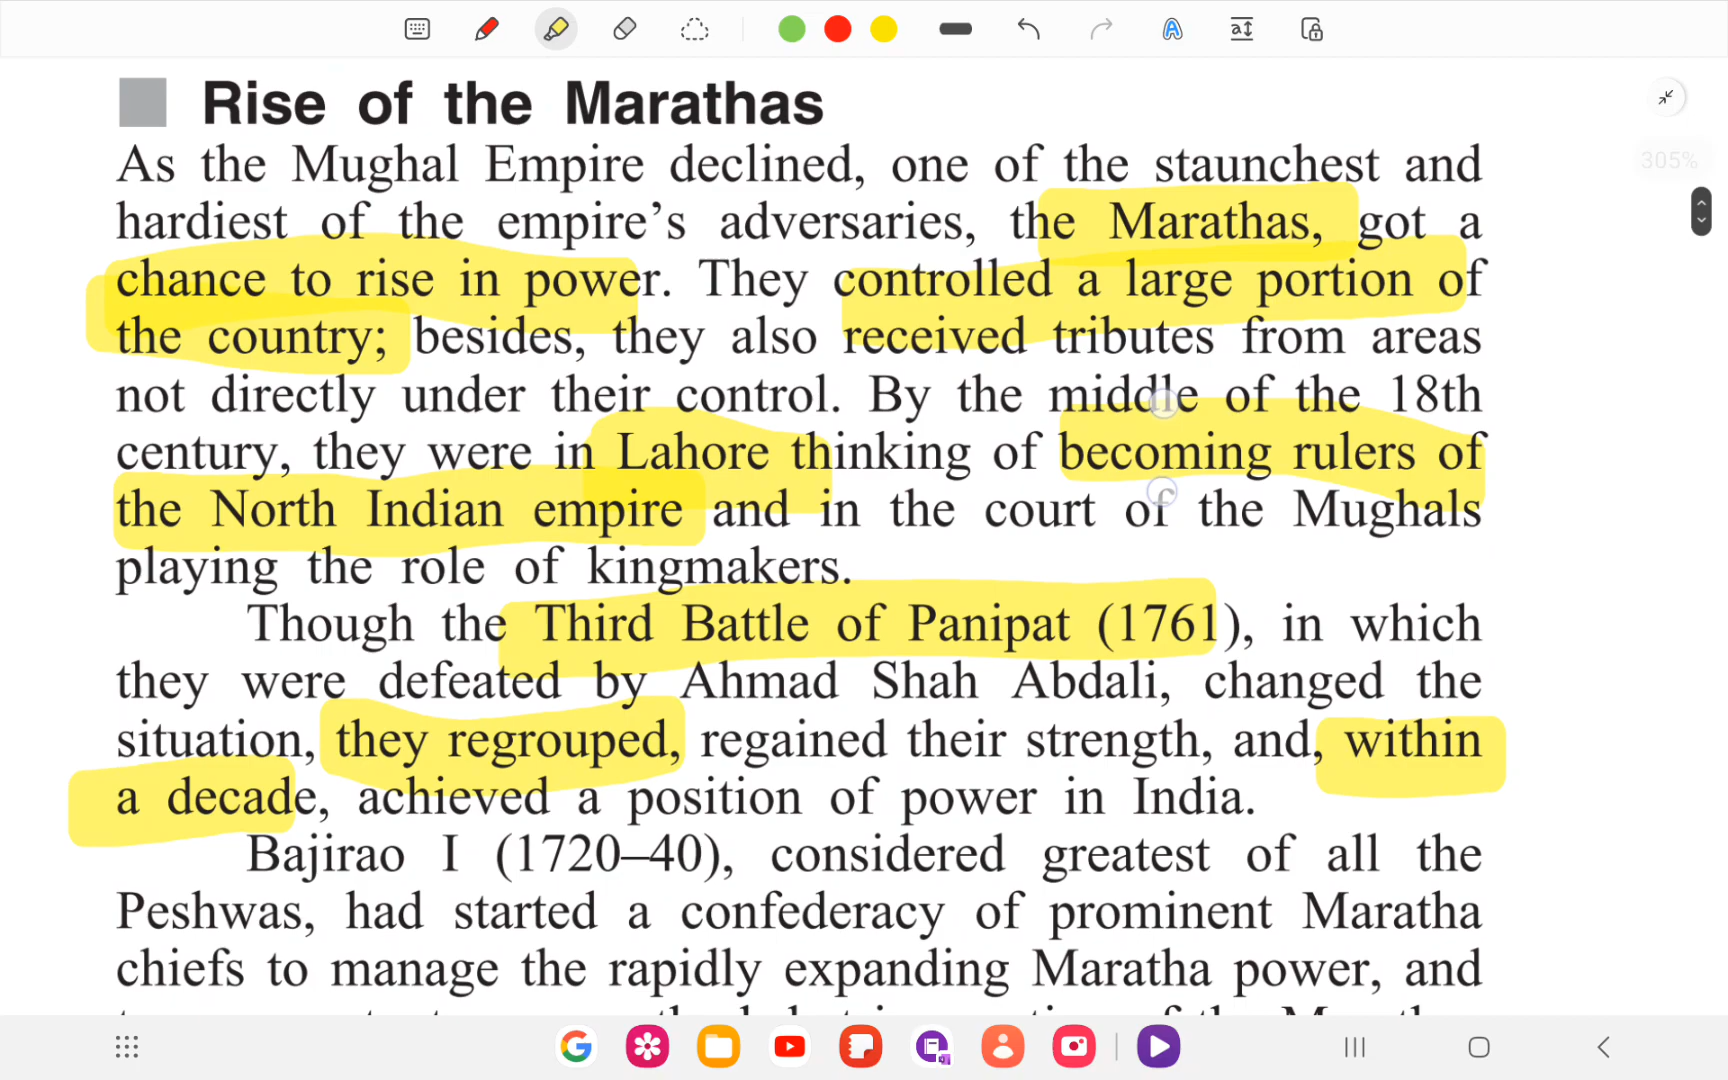 Rise of the Marathas
305%
As the Mughal Empire declined, one of the staunchest and
hardiest of the empire's adversaries, the Marathas, got a
chance to rise in power. They controlled a large portion of
the country; besides, they also received tributes from areas
not directly under their control. By the middle of the 18th
century, they were in Lahore thinking of becoming rulers of
the North Indian empire and in the court of the Mughals
playing the role of kingmakers.
Though the Third Battle of Panipat (1761), in which
they were defeated by Ahmad Shah Abdali, changed the
situation, they regrouped, regained their strength, and, within
a decade, achieved a position of power in India.
Bajirao I (1720–40), considered greatest of all the
Peshwas, had started a confederacy of prominent Maratha
chiefs to manage the rapidly expanding Maratha power, and